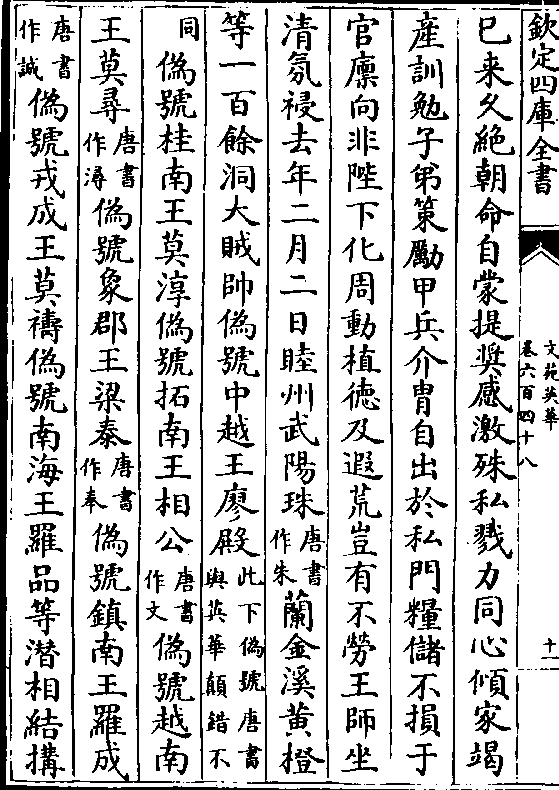 欽定四庫全書
文苑英華
卷六百四十八
十一
巳来久絶朝命自蒙提奬感激殊私戮力同心傾家竭
産訓勉子弟策勵甲兵介胄自出於私門糧儲不損于
官廪向非陛下化周動植德及遐荒豈有不勞王師坐
清氛祲去年二月二日睦州武陽珠唐書作朱蘭金溪黄橙
等一百餘洞大賊帥偽號中越王廖殿此下偽號唐書與英華顛錯不
同偽號桂南王莫淳偽號拓南王相公唐書作文偽號越南
王莫尋唐書作潯偽號象郡王梁泰唐書作奉偽號鎮南王羅成
唐書作誠偽號戎成王莫禱偽號南海王羅品等潜相結搆